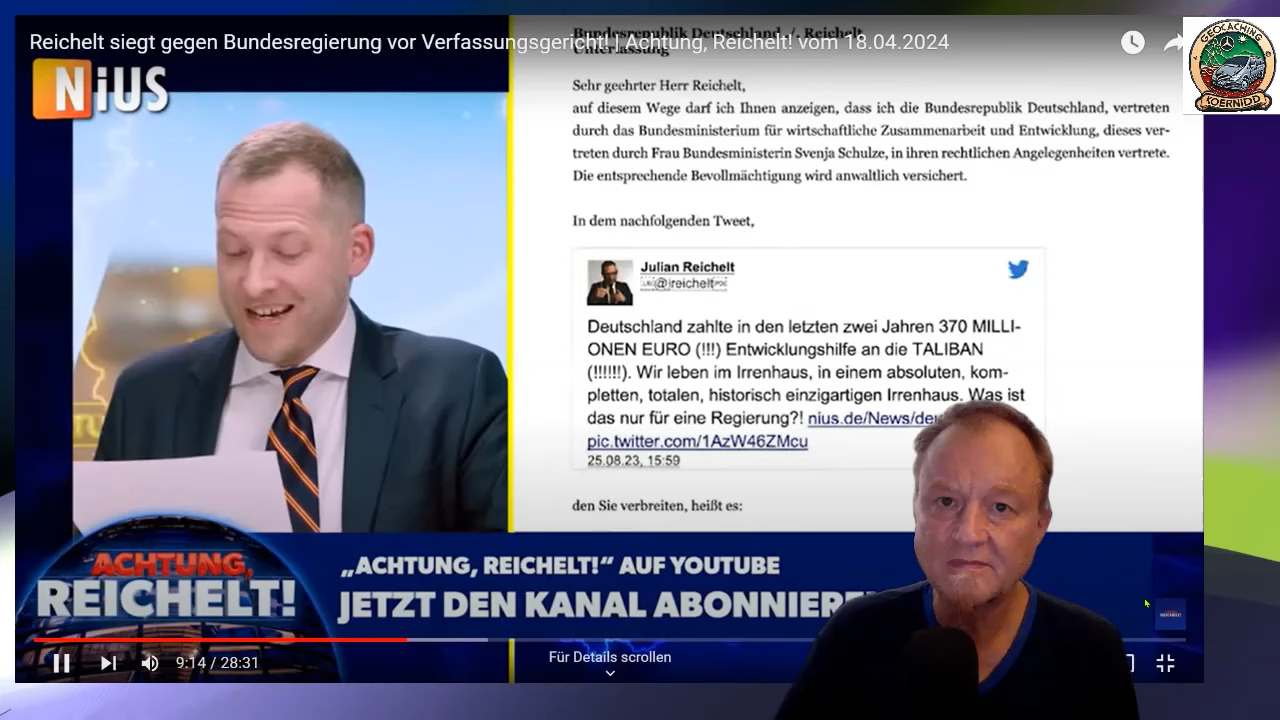 Reichelt siegt gegen Bundesregierung vor Verfassungsgericht! | Achtung, Reichelt! vom 18.04.2024
NiUS
GEOCACHING
KOERNIDD
Bundesrepublik Deutschland ./. Reichelt
Unterlassung
Sehr geehrter Herr Reichelt,
auf diesem Wege darf ich Ihnen anzeigen, dass ich die Bundesrepublik Deutschland, vertreten
durch das Bundesministerium für wirtschaftliche Zusammenarbeit und Entwicklung, dieses ver-
treten durch Frau Bundesministerin Svenja Schulze, in ihren rechtlichen Angelegenheiten vertrete.
Die entsprechende Bevollmächtigung wird anwaltlich versichert.
In dem nachfolgenden Tweet,
Julian Reichelt
@jreichelt
Deutschland zahlte in den letzten zwei Jahren 370 MILLI-
ONEN EURO (!!!) Entwicklungshilfe an die TALIBAN
(!!!!!!). Wir leben im Irrenhaus, in einem absoluten, kom-
pletten, totalen, historisch einzigartigen Irrenhaus. Was ist
das nur für eine Regierung?! nius.de/News/de
pic.twitter.com/1AzW46ZMcu
25.08.23, 15:59
den Sie verbreiten, heißt es:
ACHTUNG,
REICHELT!
„ACHTUNG, REICHELT!“ AUF YOUTUBE
JETZT DEN KANAL ABONNIERE
9:14 / 28:31
Für Details scrollen